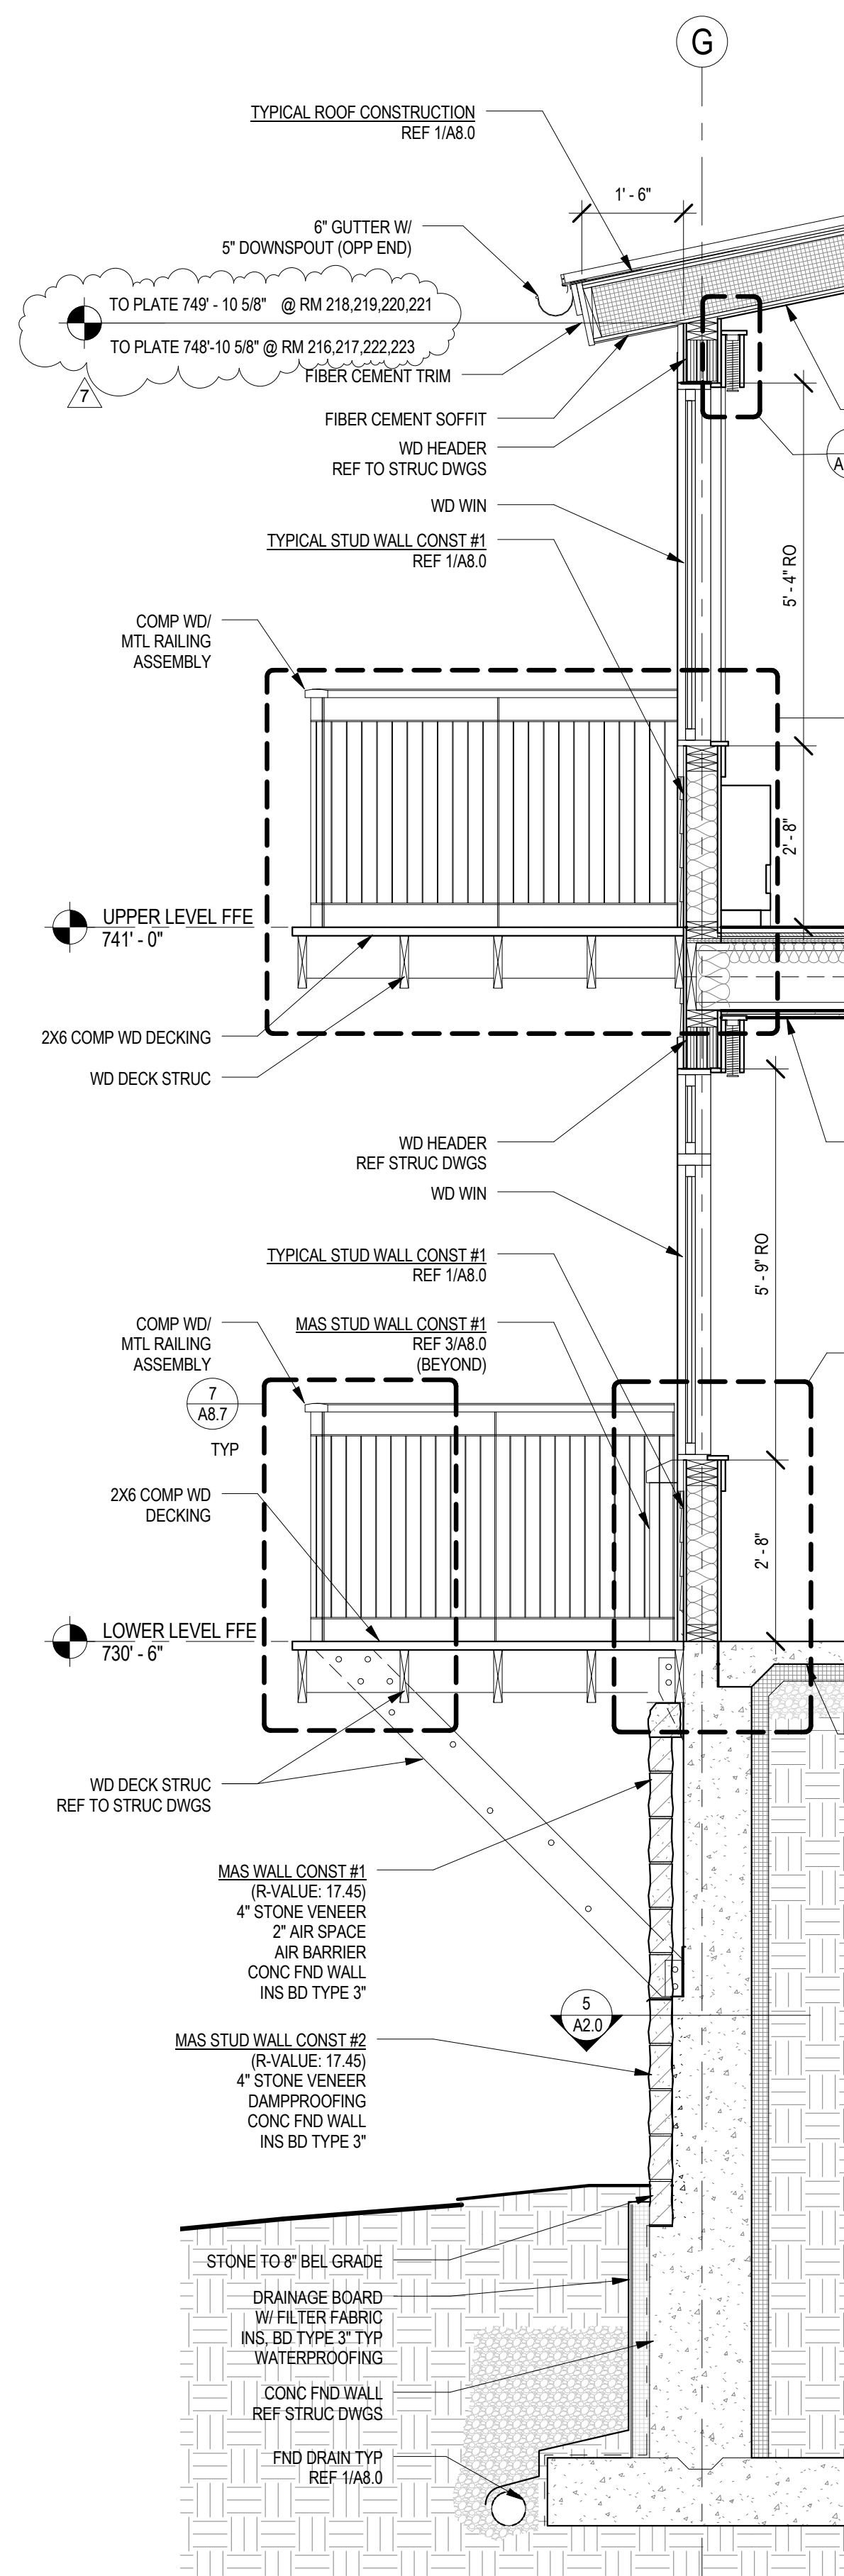 G
TYPICAL ROOF CONSTRUCTION
REF 1/A8.0
1' - 6"
6" GUTTER W/
5" DOWNSPOUT (OPP END)
TO PLATE 749' - 10 5/8" @ RM 218,219,220,221
TO PLATE 748'-10 5/8" @ RM 216,217,222,223
7
FIBER CEMENT TRIM
FIBER CEMENT SOFFIT
WD HEADER
REF TO STRUC DWGS
A
WD WIN
TYPICAL STUD WALL CONST #1
REF 1/A8.0
5' - 4" RO
COMP WD/
MTL RAILING
ASSEMBLY
2' - 8"
UPPER LEVEL FFE
741' - 0"
2X6 COMP WD DECKING
WD DECK STRUC
WD HEADER
REF STRUC DWGS
WD WIN
5' - 9" RO
TYPICAL STUD WALL CONST #1
REF 1/A8.0
COMP WD/
MTL RAILING
ASSEMBLY
MAS STUD WALL CONST #1
REF 3/A8.0
(BEYOND)
7
A8.7
TYP
2X6 COMP WD
DECKING
2' - 8"
LOWER LEVEL FFE
730' - 6"
WD DECK STRUC
REF TO STRUC DWGS
MAS WALL CONST #1
(R-VALUE: 17.45)
4" STONE VENEER
2" AIR SPACE
AIR BARRIER
CONC FND WALL
INS BD TYPE 3"
5
A2.0
MAS STUD WALL CONST #2
(R-VALUE: 17.45)
4" STONE VENEER
DAMPPROOFING
CONC FND WALL
INS BD TYPE 3"
STONE TO 8" BEL GRADE
DRAINAGE BOARD
W/ FILTER FABRIC
INS, BD TYPE 3" TYP
WATERPROOFING
CONC FND WALL
REF STRUC DWGS
FND DRAIN TYP
REF 1/A8.0